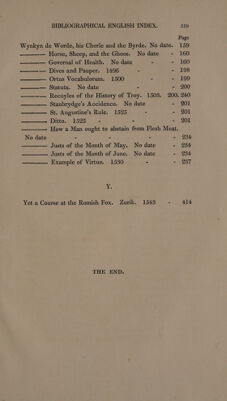 BIBLIOGRAPHICAL ENGLISH INDEX. 519
Page
Wynkyn de Worde, his Cherle and the Byrde. No date. 159
——— Horse, Sheep, and the Ghoos. No date - 160
——— Governal of Health. No date - - 160
——— Dives and Pauper. 1496 - - 198
——— Ortus Vocabulorum. 1500 - - 199
——— Statuta. No date - - - 200
——— Recuyles of the History of Troy. 1503. 200. 240
——— Stanbrydge's Accidence. No date - 201
——— St. Augustine's Rule. 1525 - - 201
——— Ditto. 1525 - - - - 201
——— How a Man ought to abstain from Flesh Meat.
No date - - - - - 234
——— Justs of the Month of May. No date - 234
——— Justs of the Month of June. No date - 234
——— Example of Virtue. 1530 - - 237
Y.
Yet a Course at the Romish Fox. Zurik. 1543 - 414
THE END.